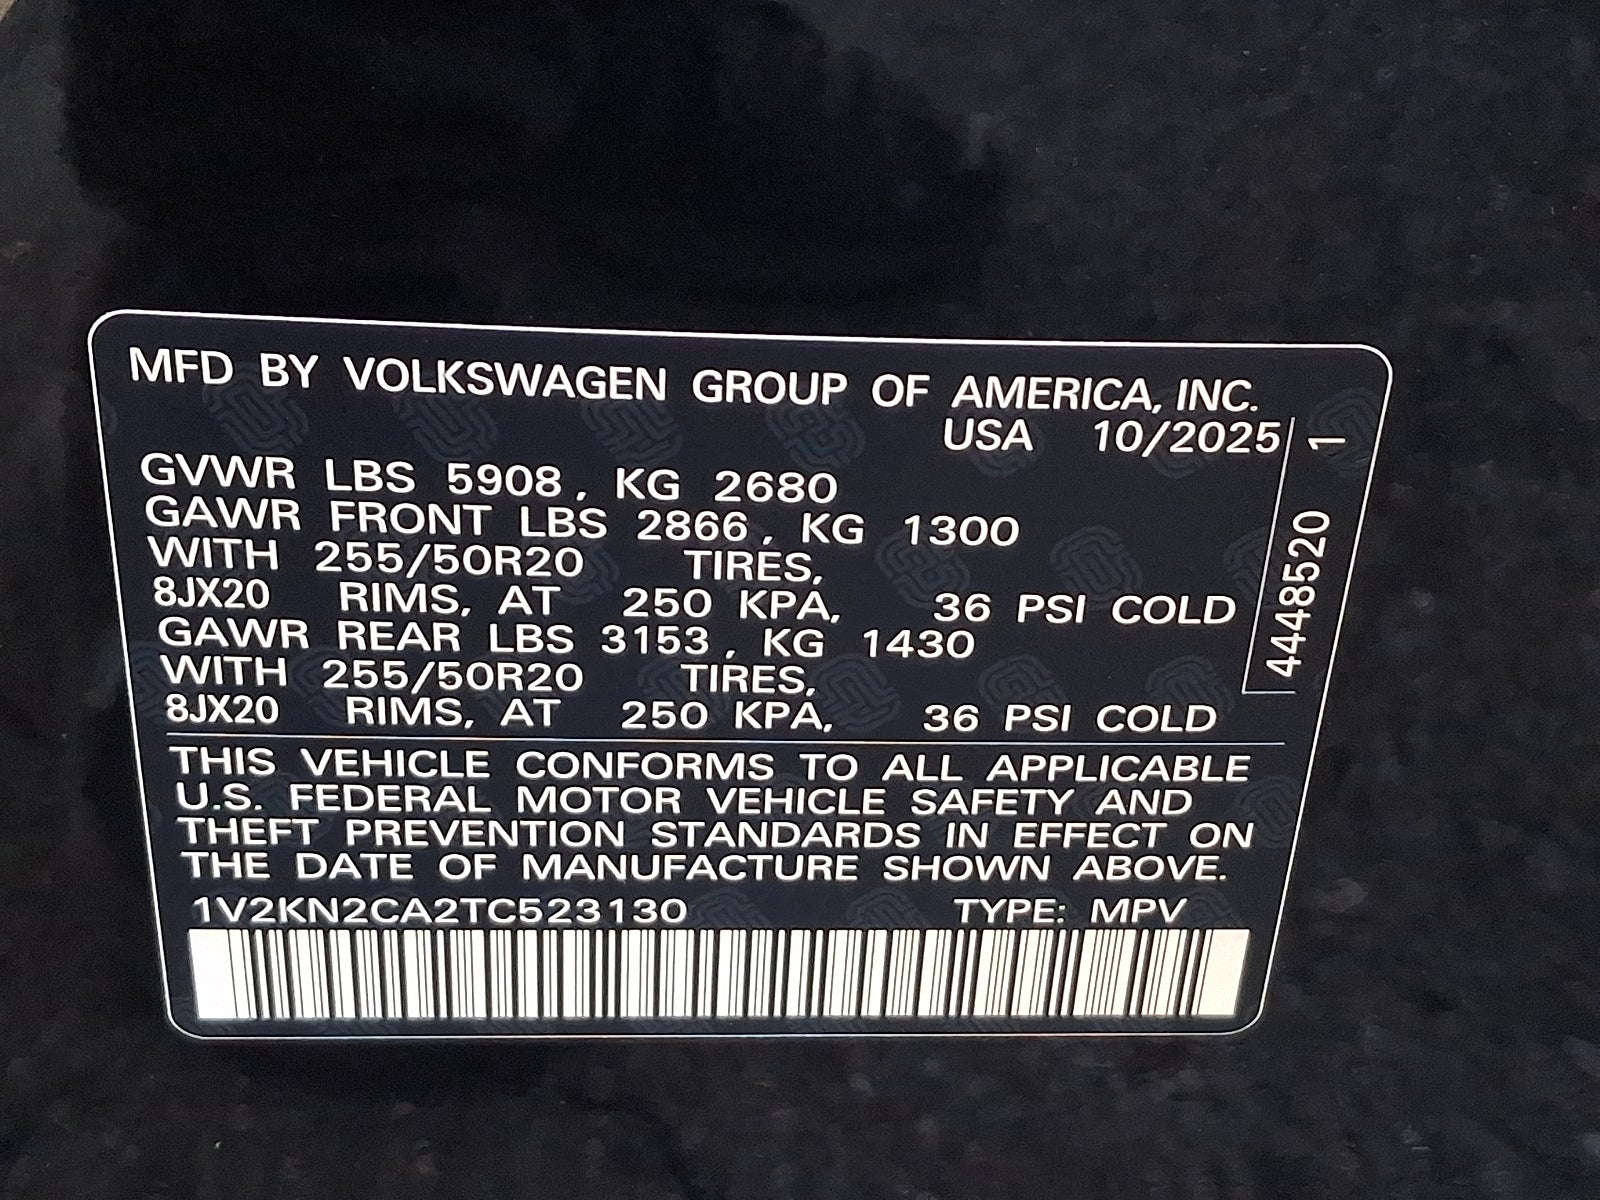 MFD BY VOLKSWAGEN GROUP OF AMERICA, INC.
USA 10/2025
GVWR LBS 5908, KG 2680
GAWR FRONT LBS 2866, KG 1300
WITH 255/50R20 TIRES,
8JX20 RIMS, AT 250 KPA, 36 PSI COLD
GAWR REAR LBS 3153, KG 1430
WITH 255/50R20 TIRES,
8JX20 RIMS, AT 250 KPA, 36 PSI COLD
4448520 1
THIS VEHICLE CONFORMS TO ALL APPLICABLE
U.S. FEDERAL MOTOR VEHICLE SAFETY AND
THEFT PREVENTION STANDARDS IN EFFECT ON
THE DATE OF MANUFACTURE SHOWN ABOVE.
1V2KN2CA2TC523130 TYPE: MPV